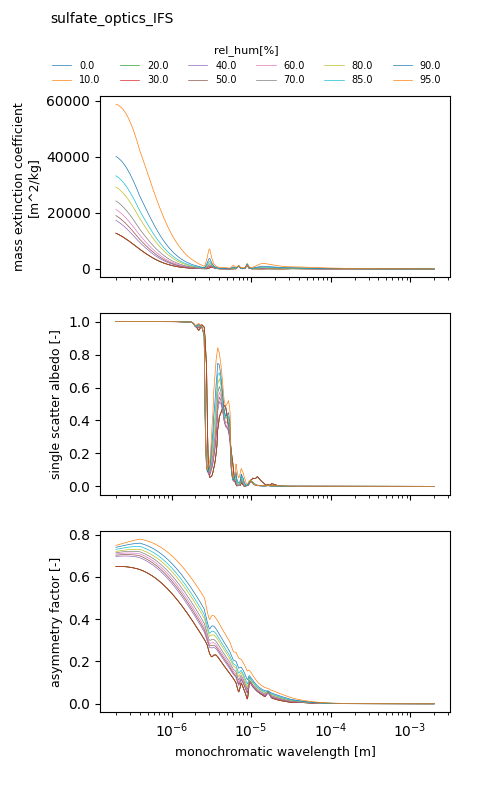 sulfate_optics_IFS
rel_hum[%]
0.0 20.0 40.0 60.0 80.0 90.0
10.0 30.0 50.0 70.0 85.0 95.0
mass extinction coefficient
[m^2/kg]
60000
40000
20000
0
single scatter albedo [-]
1.0
0.8
0.6
0.4
0.2
0.0
asymmetry factor [-]
0.8
0.6
0.4
0.2
0.0
10⁻⁶ 10⁻⁵ 10⁻⁴ 10⁻³
monochromatic wavelength [m]